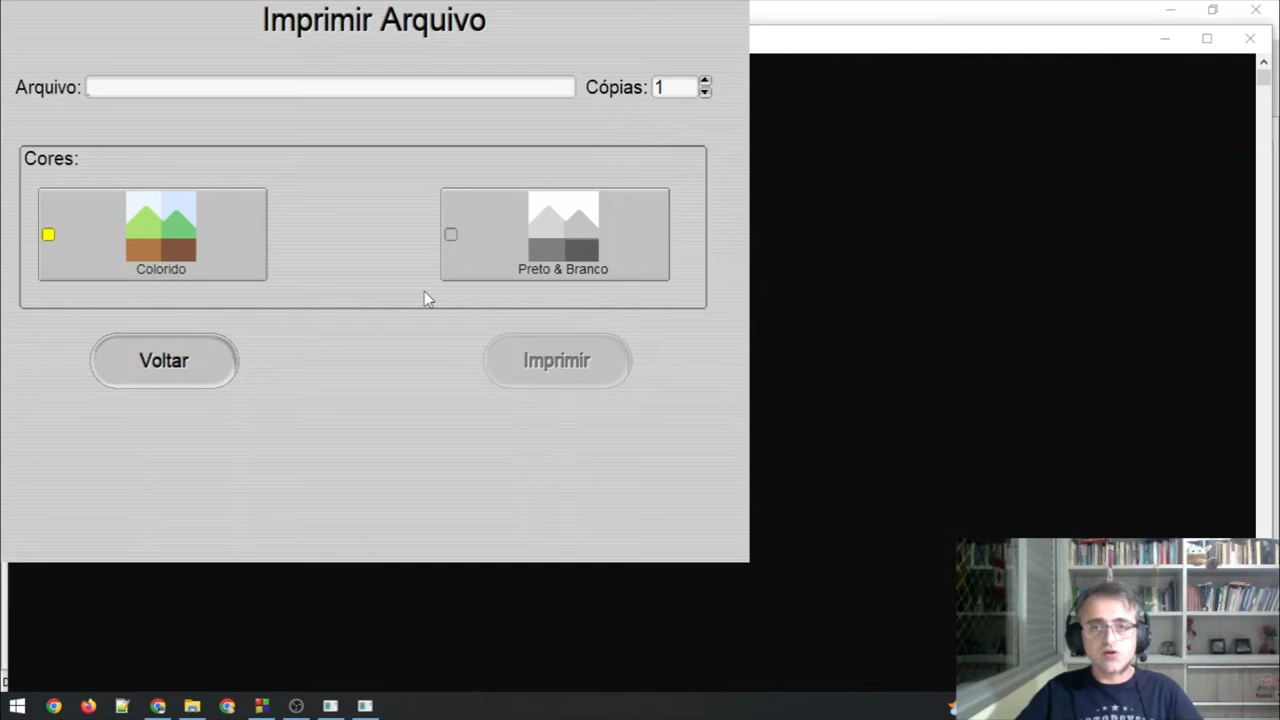 Imprimir Arquivo
Arquivo: Cópias: 1
Cores:
Colorido Preto & Branco
Voltar Imprimir